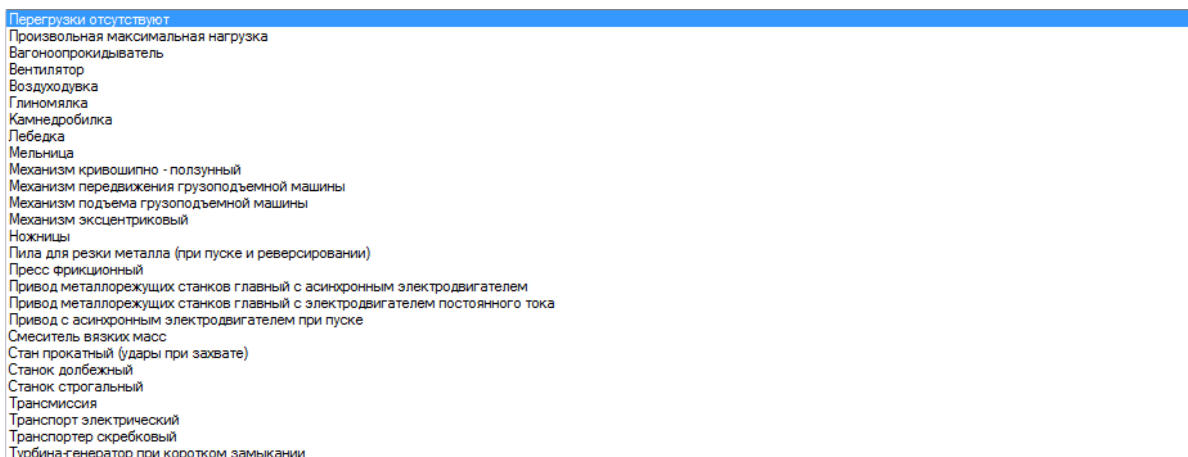 Перегрузки отсутствуют
Произвольная максимальная нагрузка
Вагоноопрокидыватель
Вентилятор
Воздуходувка
Глиномялка
Камнедробилка
Лебедка
Мельница
Механизм кривошипно - ползунный
Механизм передвижения грузоподъемной машины
Механизм подъема грузоподъемной машины
Механизм эксцентриковый
Ножницы
Пила для резки металла (при пуске и реверсировании)
Пресс фрикционный
Привод металлорежущих станков главный с асинхронным электродвигателем
Привод металлорежущих станков главный с электродвигателем постоянного тока
Привод с асинхронным электродвигателем при пуске
Смеситель вязких масс
Стан прокатный (удары при захвате)
Станок долбежный
Станок строгальный
Трансмиссия
Транспорт электрический
Транспортер скребковый
Турбина-генератор при коротком замыкании